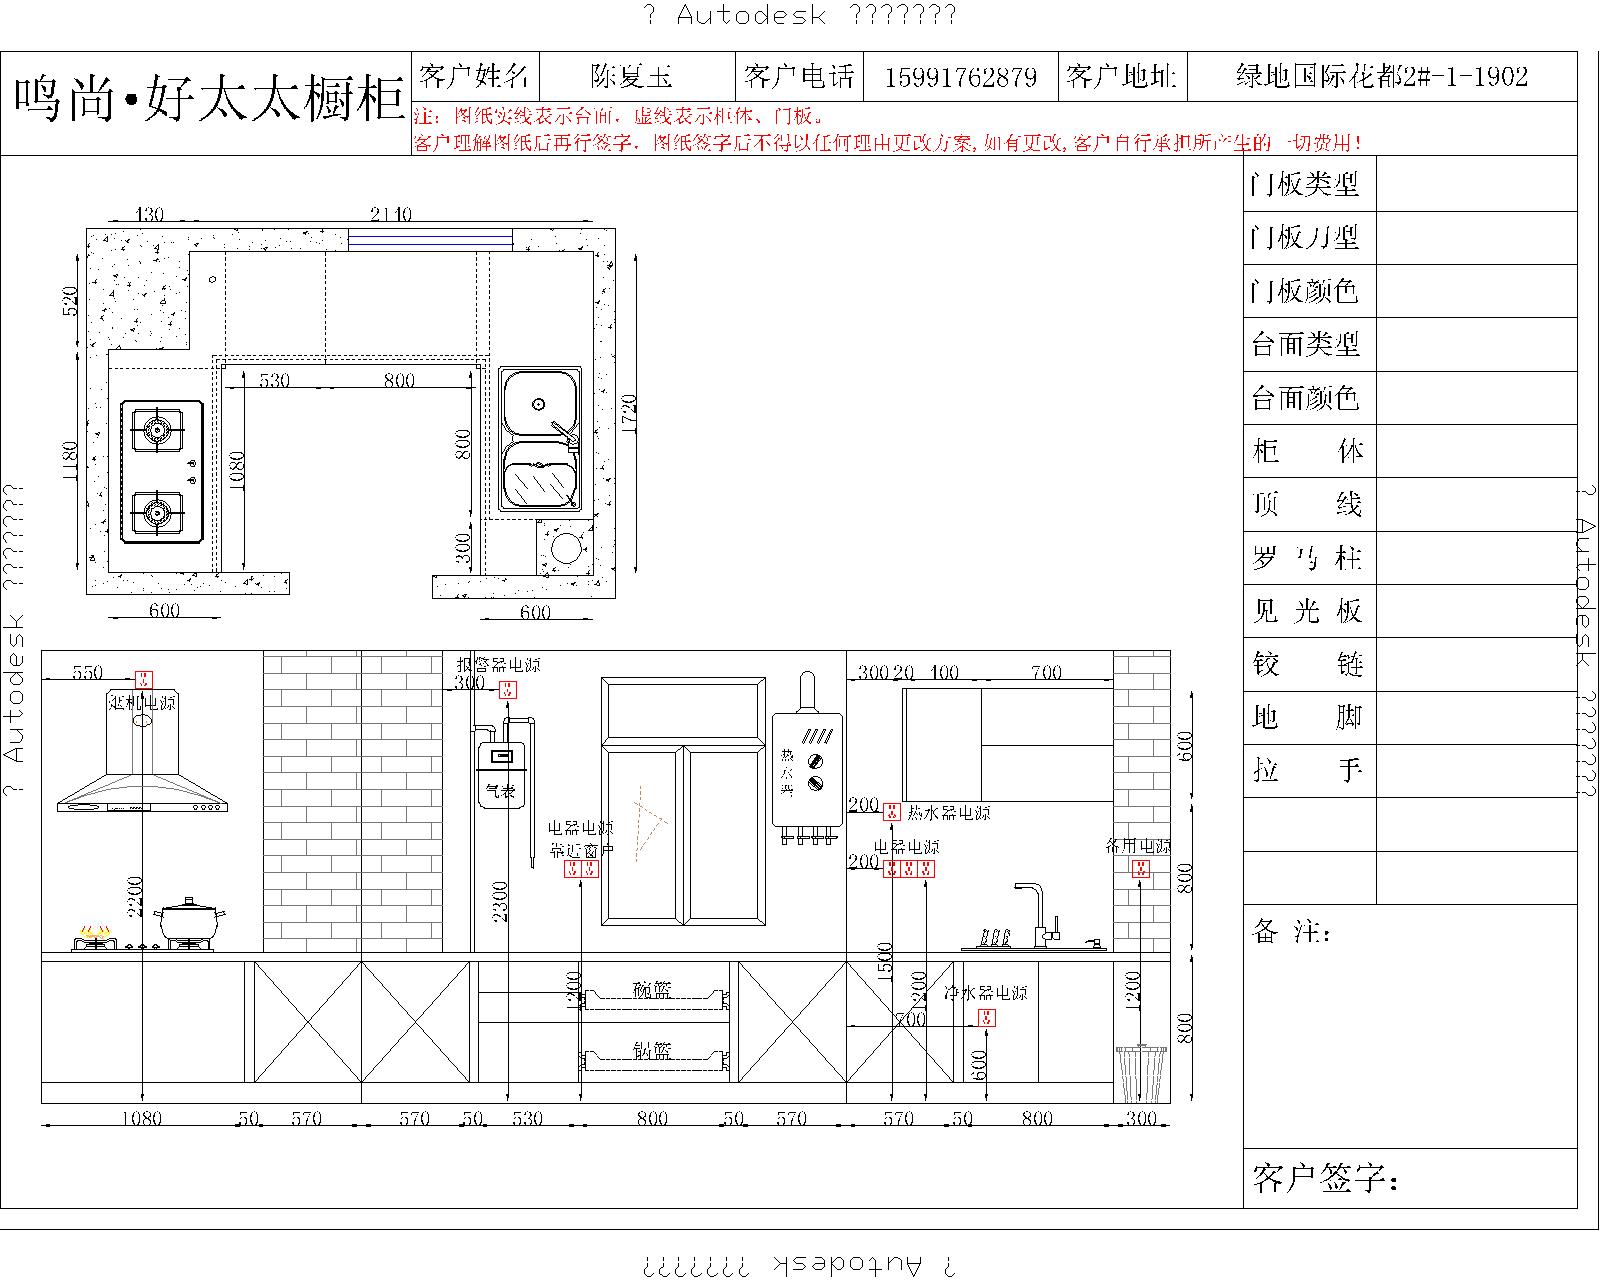 ? Autodesk ???????
鸣尚•好太太橱柜
客户姓名 陈夏玉 客户电话 15991762879 客户地址 绿地国际花都2#-1-1902
注：图纸实线表示台面，虚线表示柜体、门板。
客户理解图纸后再行签字，图纸签字后不得以任何理由更改方案,如有更改,客户自行承担所产生的一切费用!
门板类型
门板刀型
门板颜色
台面类型
台面颜色
柜 体
顶 线
罗 马 柱
见 光 板
铰 链
地 脚
拉 手
备 注：
客户签字：
430 2140
520
1180
530 800
1080
800
300
1720
600 600
550
烟机电源
2200
报警器电源
300
气表
2300
电器电源
靠近窗户
1200
热水器
300 20 400 700
600
200 热水器电源
电器电源
200
备用电源
800
1500
1200
碗篮
锅篮
净水器电源
700
600
1200
800
1080 50 570 570 50 530 800 50 570 570 50 800 300
? Autodesk ???????
? Autodesk ???????
? Autodesk ???????